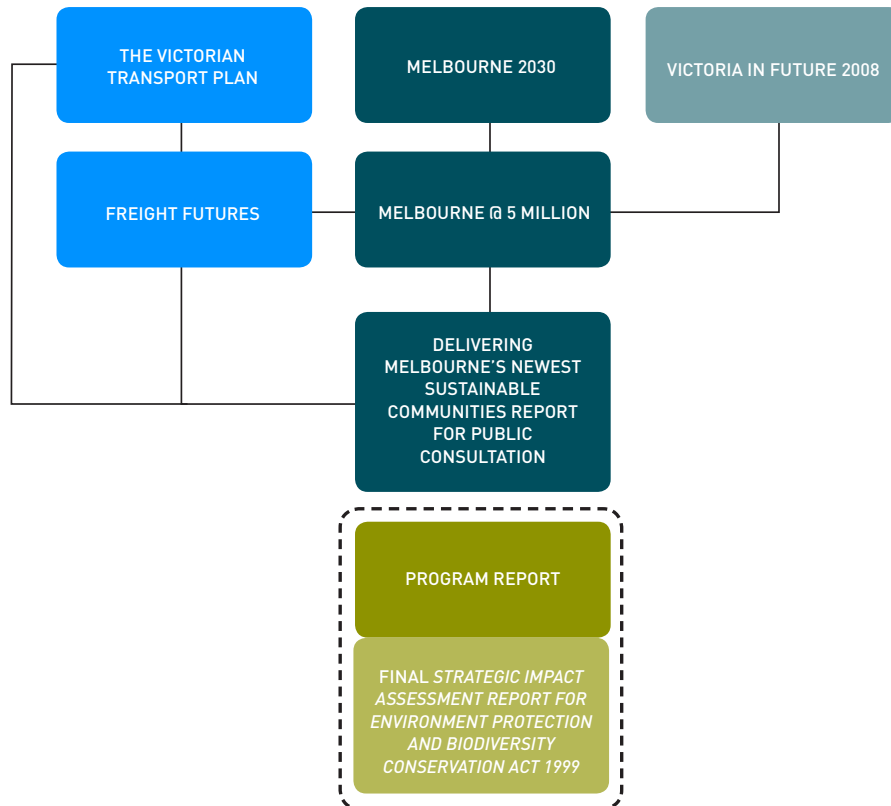 THE VICTORIAN
TRANSPORT PLAN
MELBOURNE 2030
VICTORIA IN FUTURE 2008
FREIGHT FUTURES
MELBOURNE @ 5 MILLION
DELIVERING
MELBOURNE’S NEWEST
SUSTAINABLE
COMMUNITIES REPORT
FOR PUBLIC
CONSULTATION
PROGRAM REPORT
FINAL STRATEGIC IMPACT
ASSESSMENT REPORT FOR
ENVIRONMENT PROTECTION
AND BIODIVERSITY
CONSERVATION ACT 1999